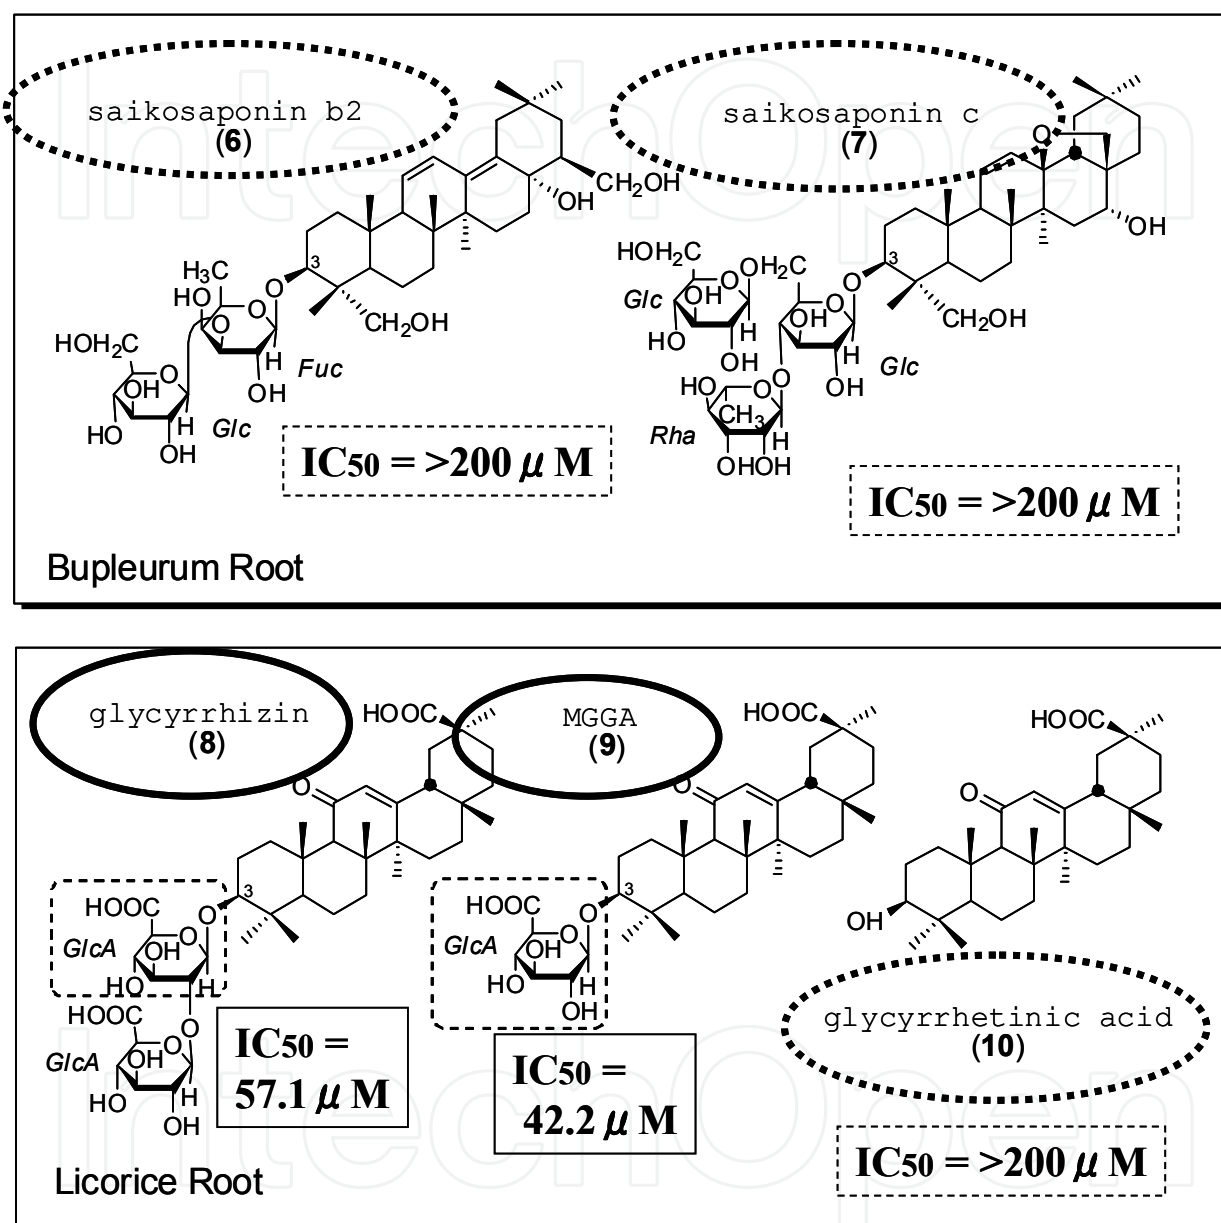 saikosaponin b2
(6)
saikosaponin c
(7)
O
CH2OH
OH
OH
3
H3C
HO
O
O
O
CH2OH
HOH2C
O
OH
H
OH
Fuc
HO
OH
H
Glc
IC50 = >200 μ M
HOH2C
O
O
H2C
Glc
OH
HO
H
OH
3
O
O
OH
H
OH
CH2OH
Glc
O
HO
O
CH3
H
Rha
OHOH
IC50 = >200 μ M
Bupleurum Root
glycyrrhizin
(8)
HOOC
O
MGGA
(9)
HOOC
O
HOOC
O
3
HOOC
O
O
GlcA
OH
HO
H
HOOC
O
O
GlcA
OH
HO
H
OH
IC50 =
57.1 μ M
3
HOOC
O
O
GlcA
OH
HO
H
OH
IC50 =
42.2 μ M
OH
glycyrrhetinic acid
(10)
IC50 = >200 μ M
Licorice Root
IntechOpen
IntechOpen